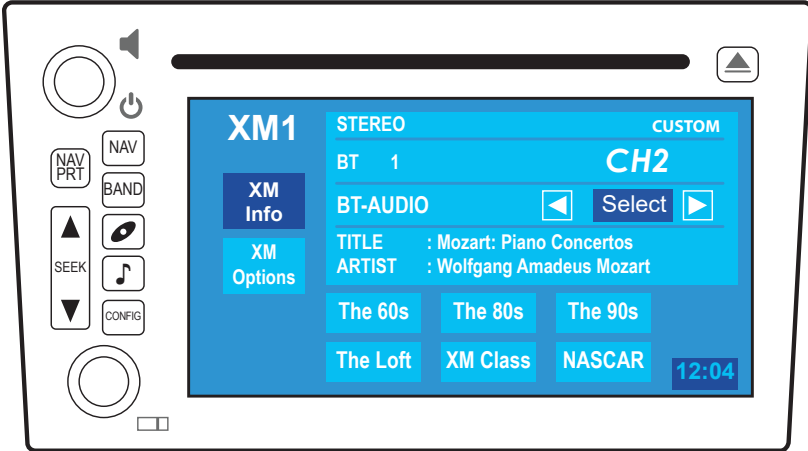 NAV
PRT
NAV
BAND
SEEK
CONFIG
XM1
XM
Info
XM
Options
STEREO CUSTOM
BT 1 CH2
BT-AUDIO Select
TITLE : Mozart: Piano Concertos
ARTIST : Wolfgang Amadeus Mozart
The 60s The 80s The 90s
The Loft XM Class NASCAR
12:04